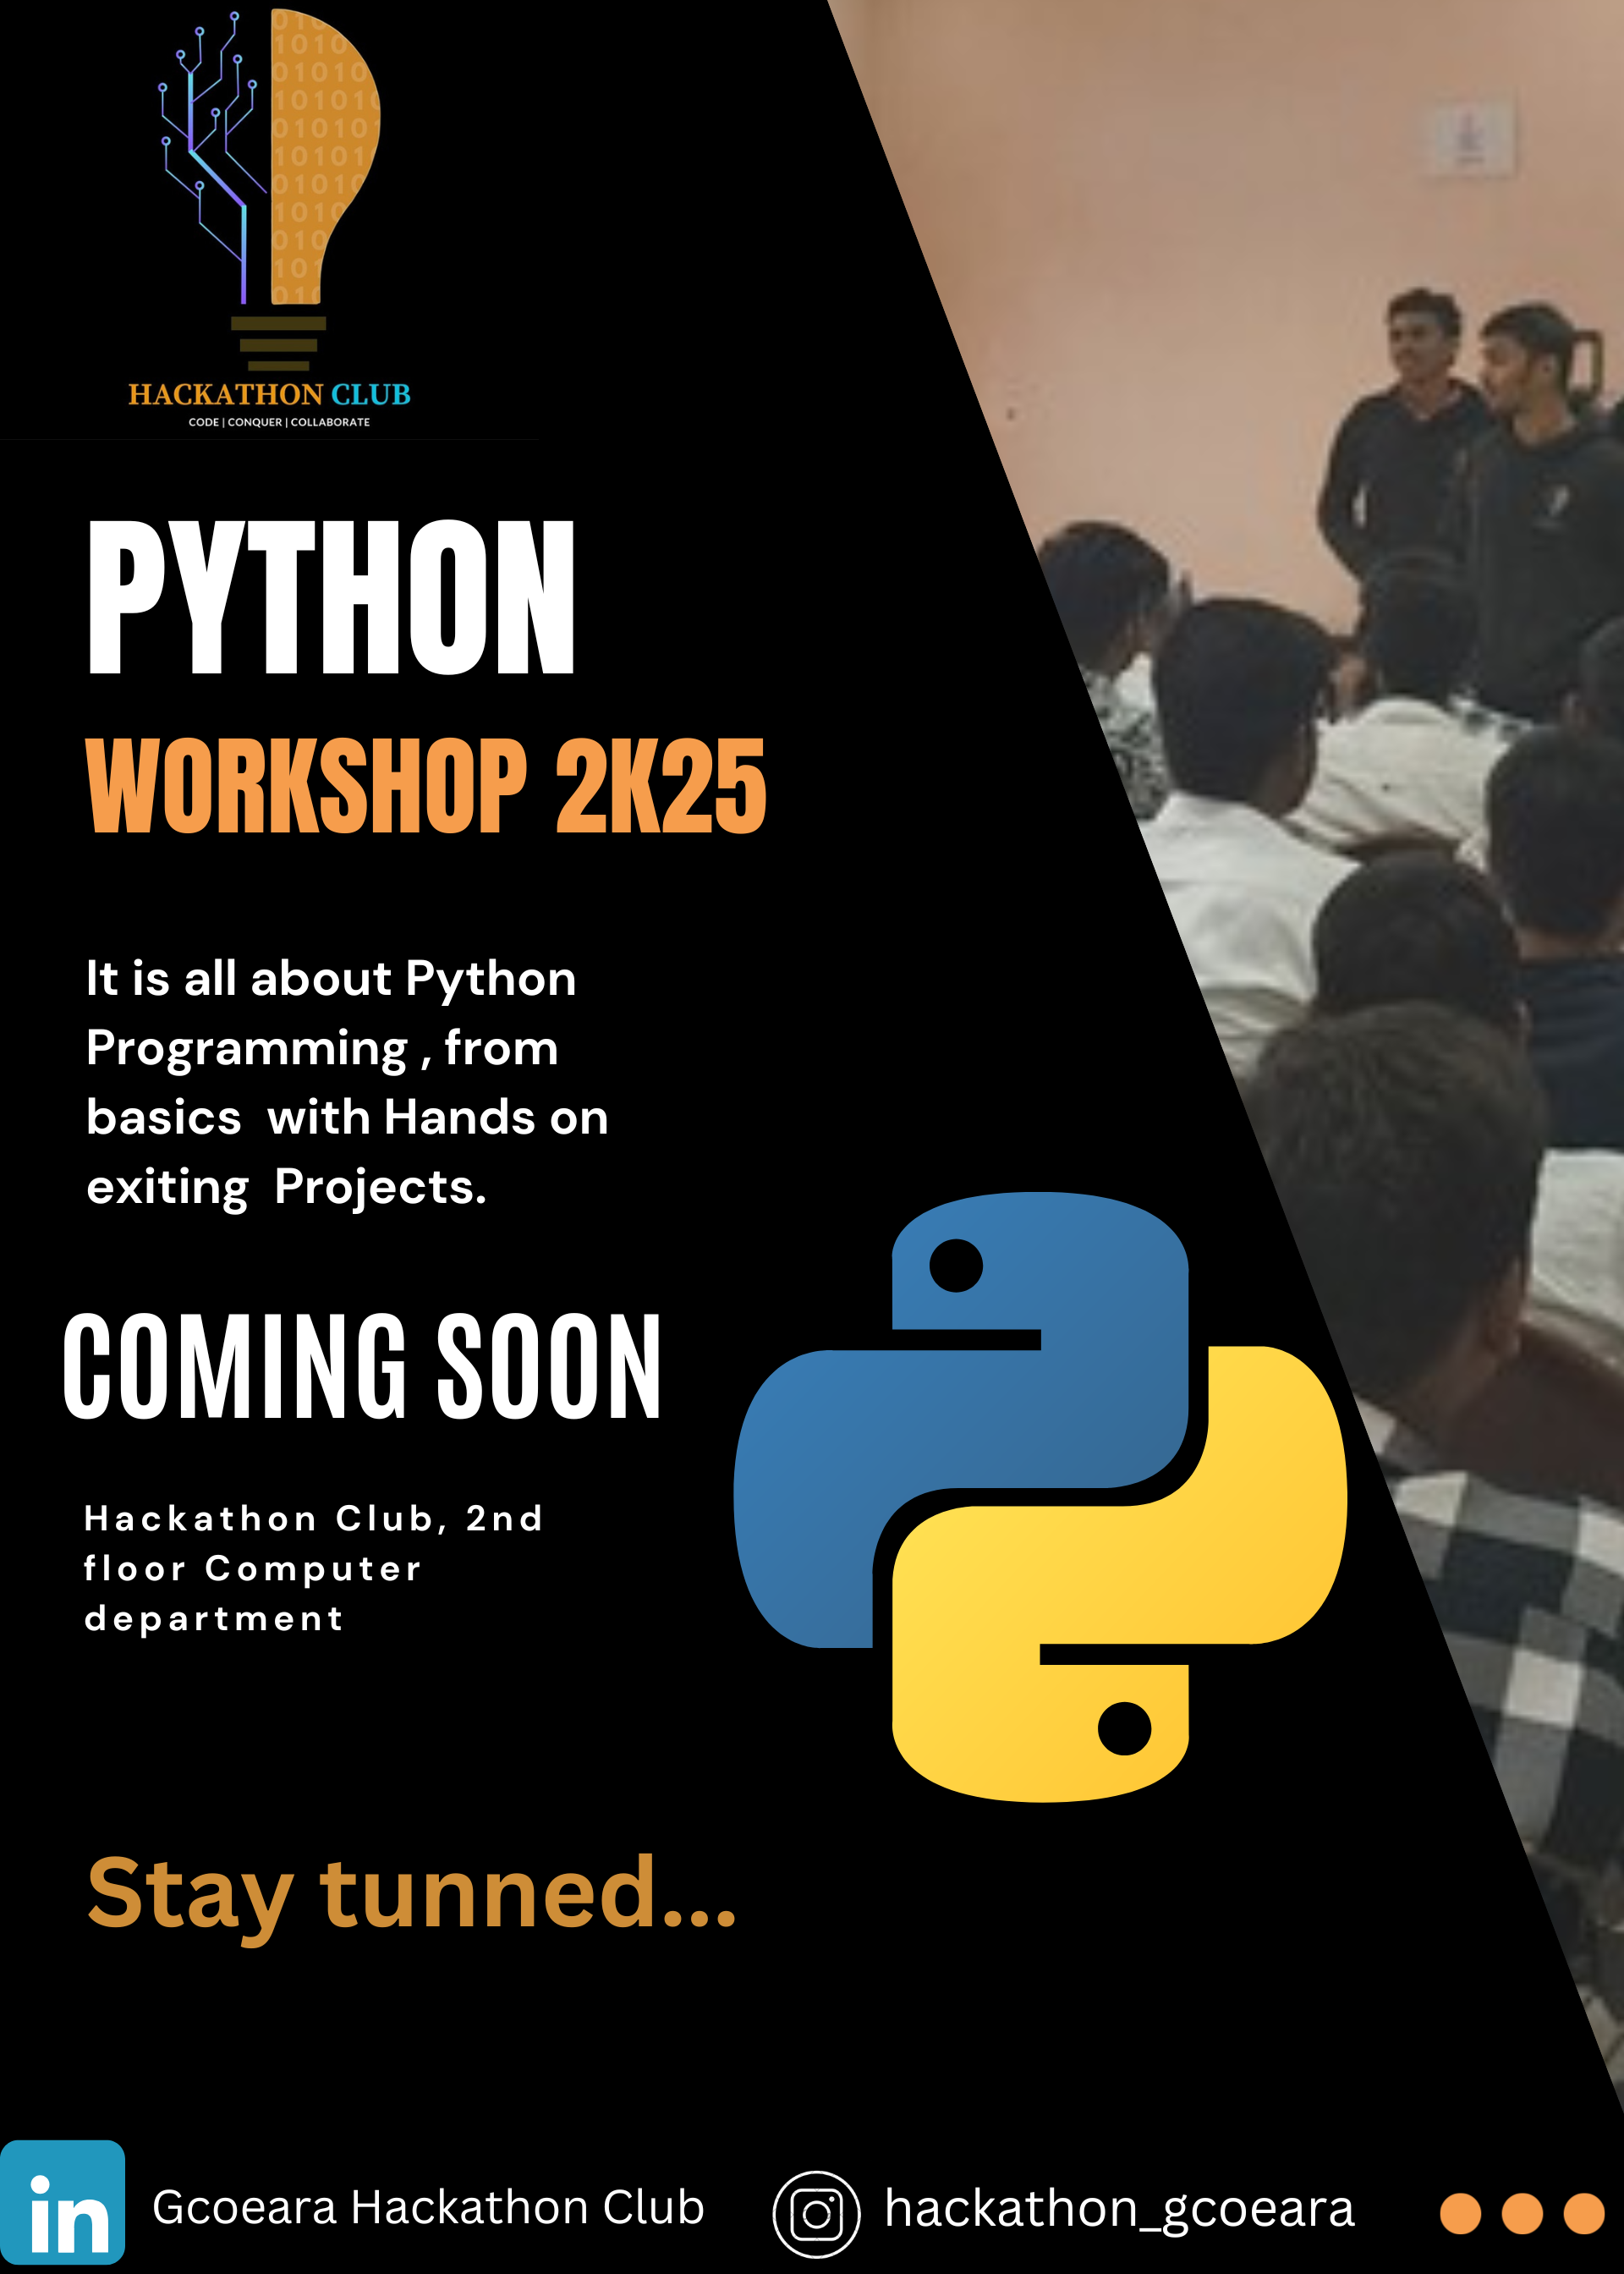 HACKATHON CLUB
CODE | CONQUER | COLLABORATE
PYTHON
WORKSHOP 2K25
It is all about Python
Programming , from
basics with Hands on
exiting Projects.
COMING SOON
Hackathon Club, 2nd
floor Computer
department
Stay tunned...
in
Gcoeara Hackathon Club
hackathon_gcoeara